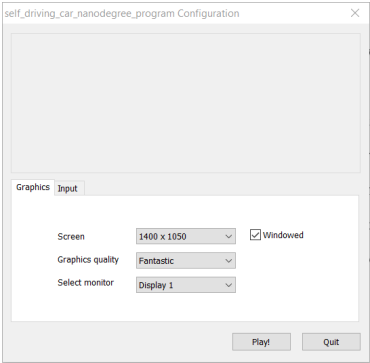 self_driving_car_nanodegree_program Configuration
Graphics Input
Screen 1400 x 1050 Windowed
Graphics quality Fantastic
Select monitor Display 1
Play! Quit